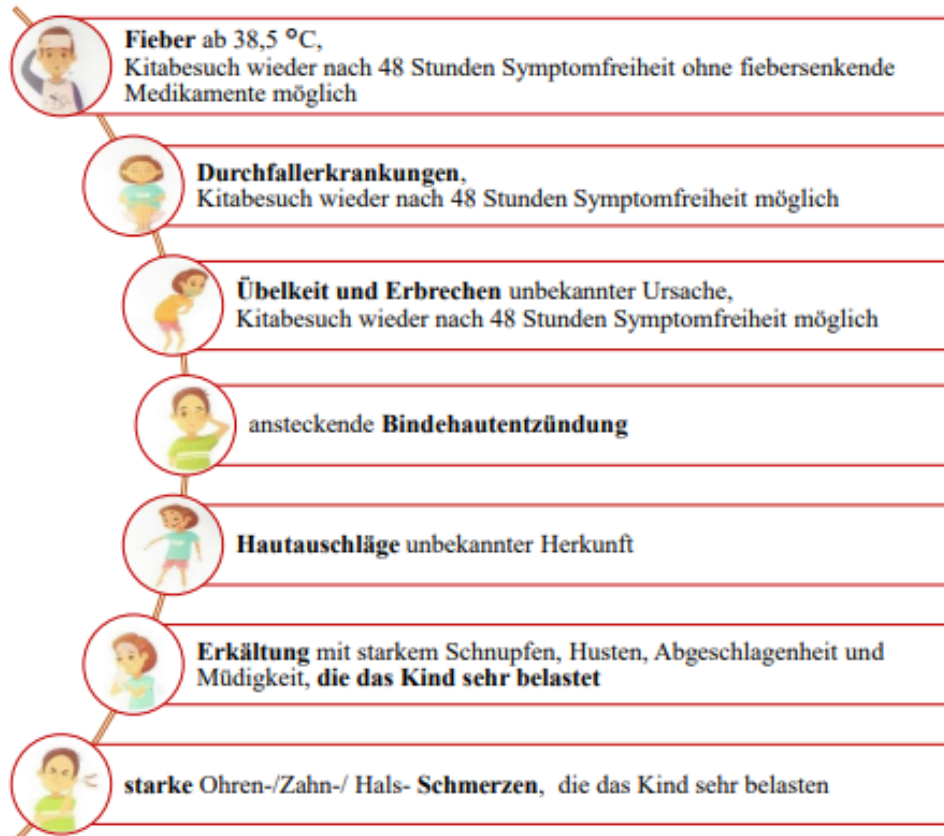 Fieber ab 38,5 °C,
Kitabesuch wieder nach 48 Stunden Symptomfreiheit ohne fiebersenkende
Medikamente möglich
Durchfallerkrankungen,
Kitabesuch wieder nach 48 Stunden Symptomfreiheit möglich
Übelkeit und Erbrechen unbekannter Ursache,
Kitabesuch wieder nach 48 Stunden Symptomfreiheit möglich
ansteckende Bindehautentzündung
Hautauschläge unbekannter Herkunft
Erkältung mit starkem Schnupfen, Husten, Abgeschlagenheit und
Müdigkeit, die das Kind sehr belastet
starke Ohren-/Zahn-/ Hals- Schmerzen, die das Kind sehr belasten